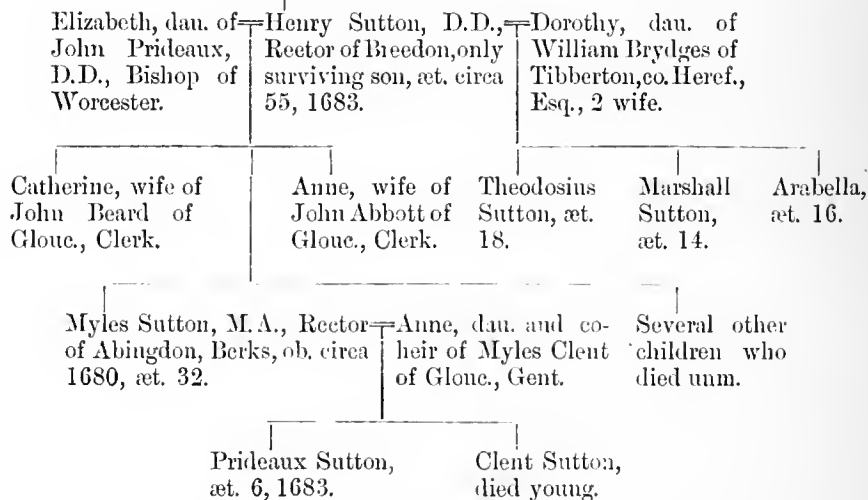 Elizabeth, dau. of
John Prideaux,
D.D., Bishop of
Worcester.
Henry Sutton, D.D.,
Rector of Breedon, only
surviving son, æt. circa
55, 1683.
Dorothy, dau. of
William Brydges of
Tibberton, co. Heref.,
Esq., 2 wife.
Catherine, wife of
John Beard of
Glouc., Clerk.
Anne, wife of
John Abbott of
Glouc., Clerk.
Theodosius
Sutton, æt.
18.
Marshall
Sutton,
æt. 14.
Arabella,
æt. 16.
Myles Sutton, M.A., Rector
of Abingdon, Berks, ob. circa
1680, æt. 32.
Anne, dau. and co-
heir of Myles Clent
of Glouc., Gent.
Several other
children who
died unm.
Prideaux Sutton,
æt. 6, 1683.
Clent Sutton,
died young.